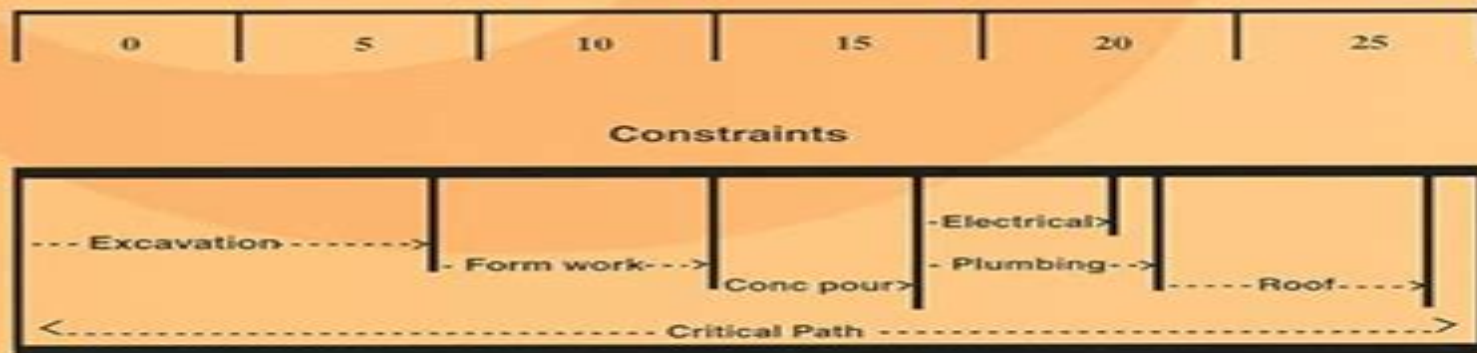 0 5 10 15 20 25
Constraints
Electrical
Excavation
Form work
Plumbing
Conc pour
Roof
Critical Path